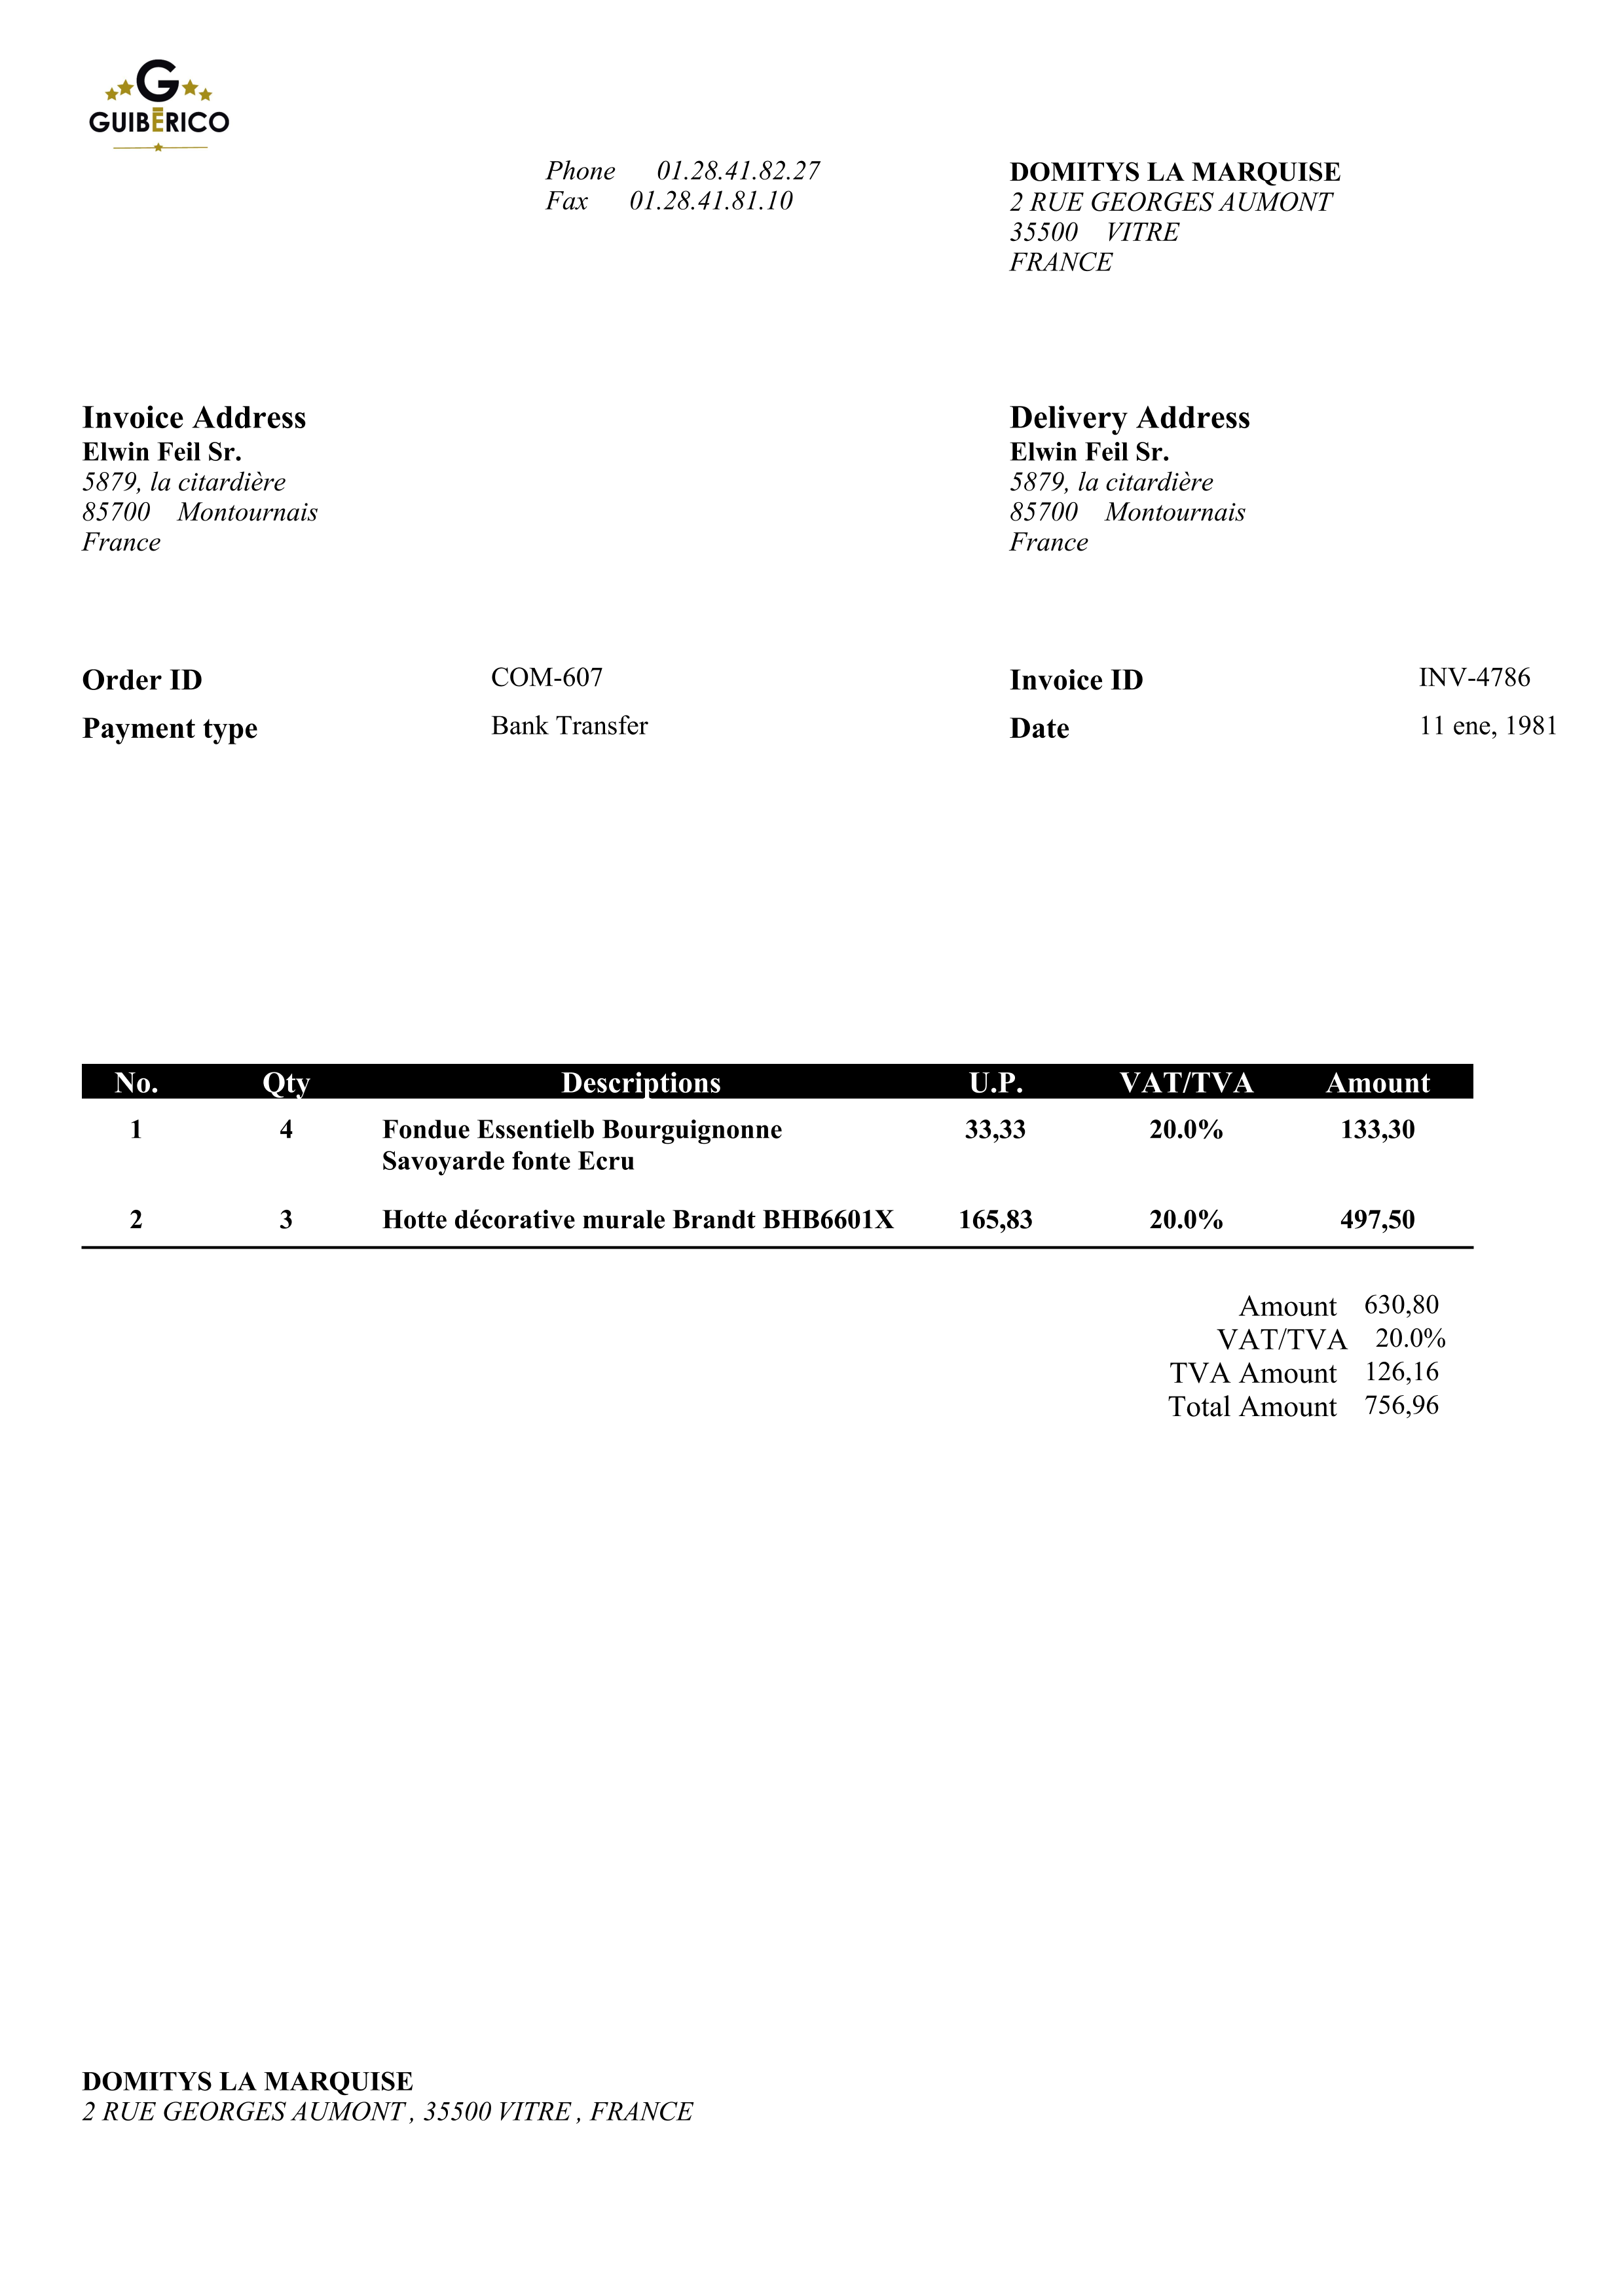 G
GUIBĒRICO
Phone 01.28.41.82.27
Fax 01.28.41.81.10
DOMITYS LA MARQUISE
2 RUE GEORGES AUMONT
35500 VITRE
FRANCE
Invoice Address
Elwin Feil Sr.
5879, la citardière
85700 Montournais
France
Delivery Address
Elwin Feil Sr.
5879, la citardière
85700 Montournais
France
Order ID COM-607
Payment type Bank Transfer
Invoice ID INV-4786
Date 11 ene, 1981
No. Qty Descriptions U.P. VAT/TVA Amount
1 4 Fondue Essentielb Bourguignonne 33,33 20.0% 133,30
Savoyarde fonte Ecru
2 3 Hotte décorative murale Brandt BHB6601X 165,83 20.0% 497,50
Amount 630,80
VAT/TVA 20.0%
TVA Amount 126,16
Total Amount 756,96
DOMITYS LA MARQUISE
2 RUE GEORGES AUMONT , 35500 VITRE , FRANCE